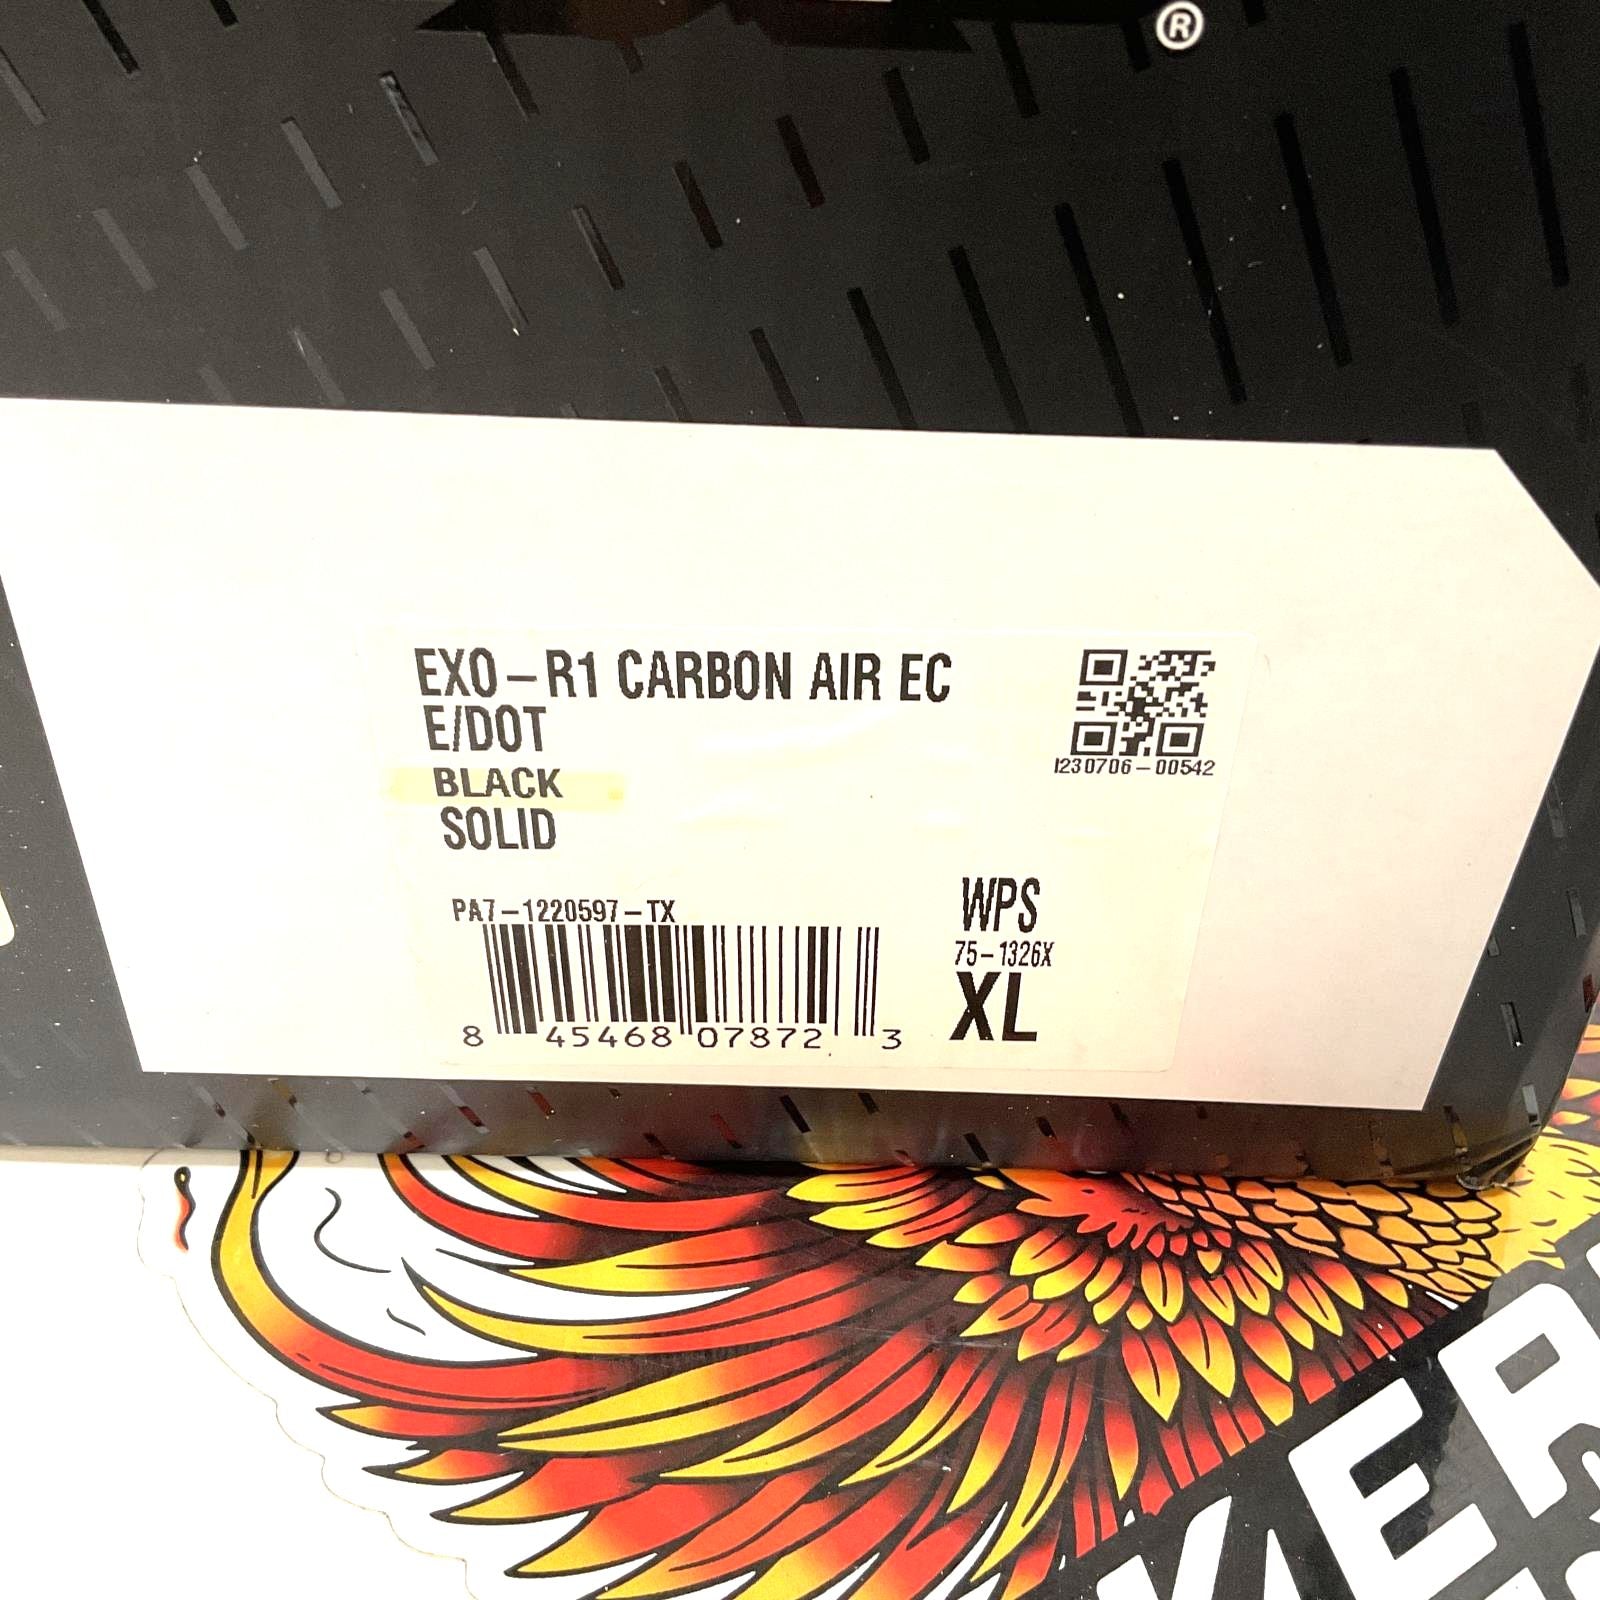 ®
EXO-R1 CARBON AIR EC
E/DOT
BLACK
SOLID
I230706-00542
PA7-1220597-TX
WPS
75-1326X
XL
8 45468 07872 3